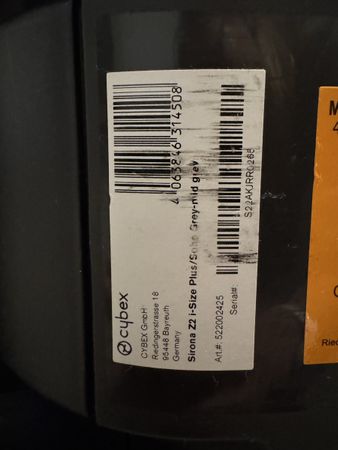 cybex
CYBEX GmbH
Riedingerstrasse 18
95448 Bayreuth
Germany
4 063846 314508
Sirona Z2 i-Size Plus/Soho Grey-mid grey
Art.#: 522002425
Serial#
Ried